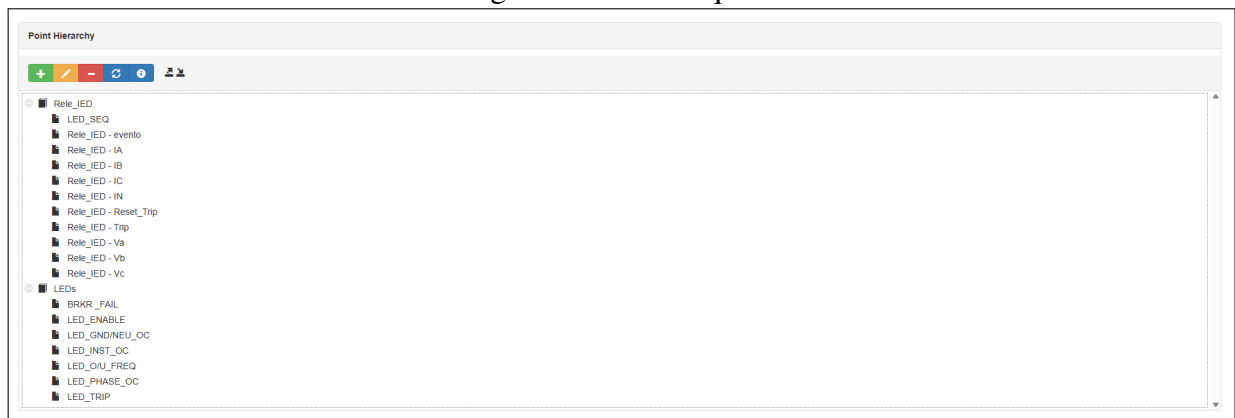 Point Hierarchy
Rele_IED
LED_SEQ
Rele_IED - evento
Rele_IED - IA
Rele_IED - IB
Rele_IED - IC
Rele_IED - IN
Rele_IED - Reset_Trip
Rele_IED - Trip
Rele_IED - Va
Rele_IED - Vb
Rele_IED - Vc
LEDs
BRKR _FAIL
LED_ENABLE
LED_GND/NEU_OC
LED_INST_OC
LED_O/U_FREQ
LED_PHASE_OC
LED_TRIP